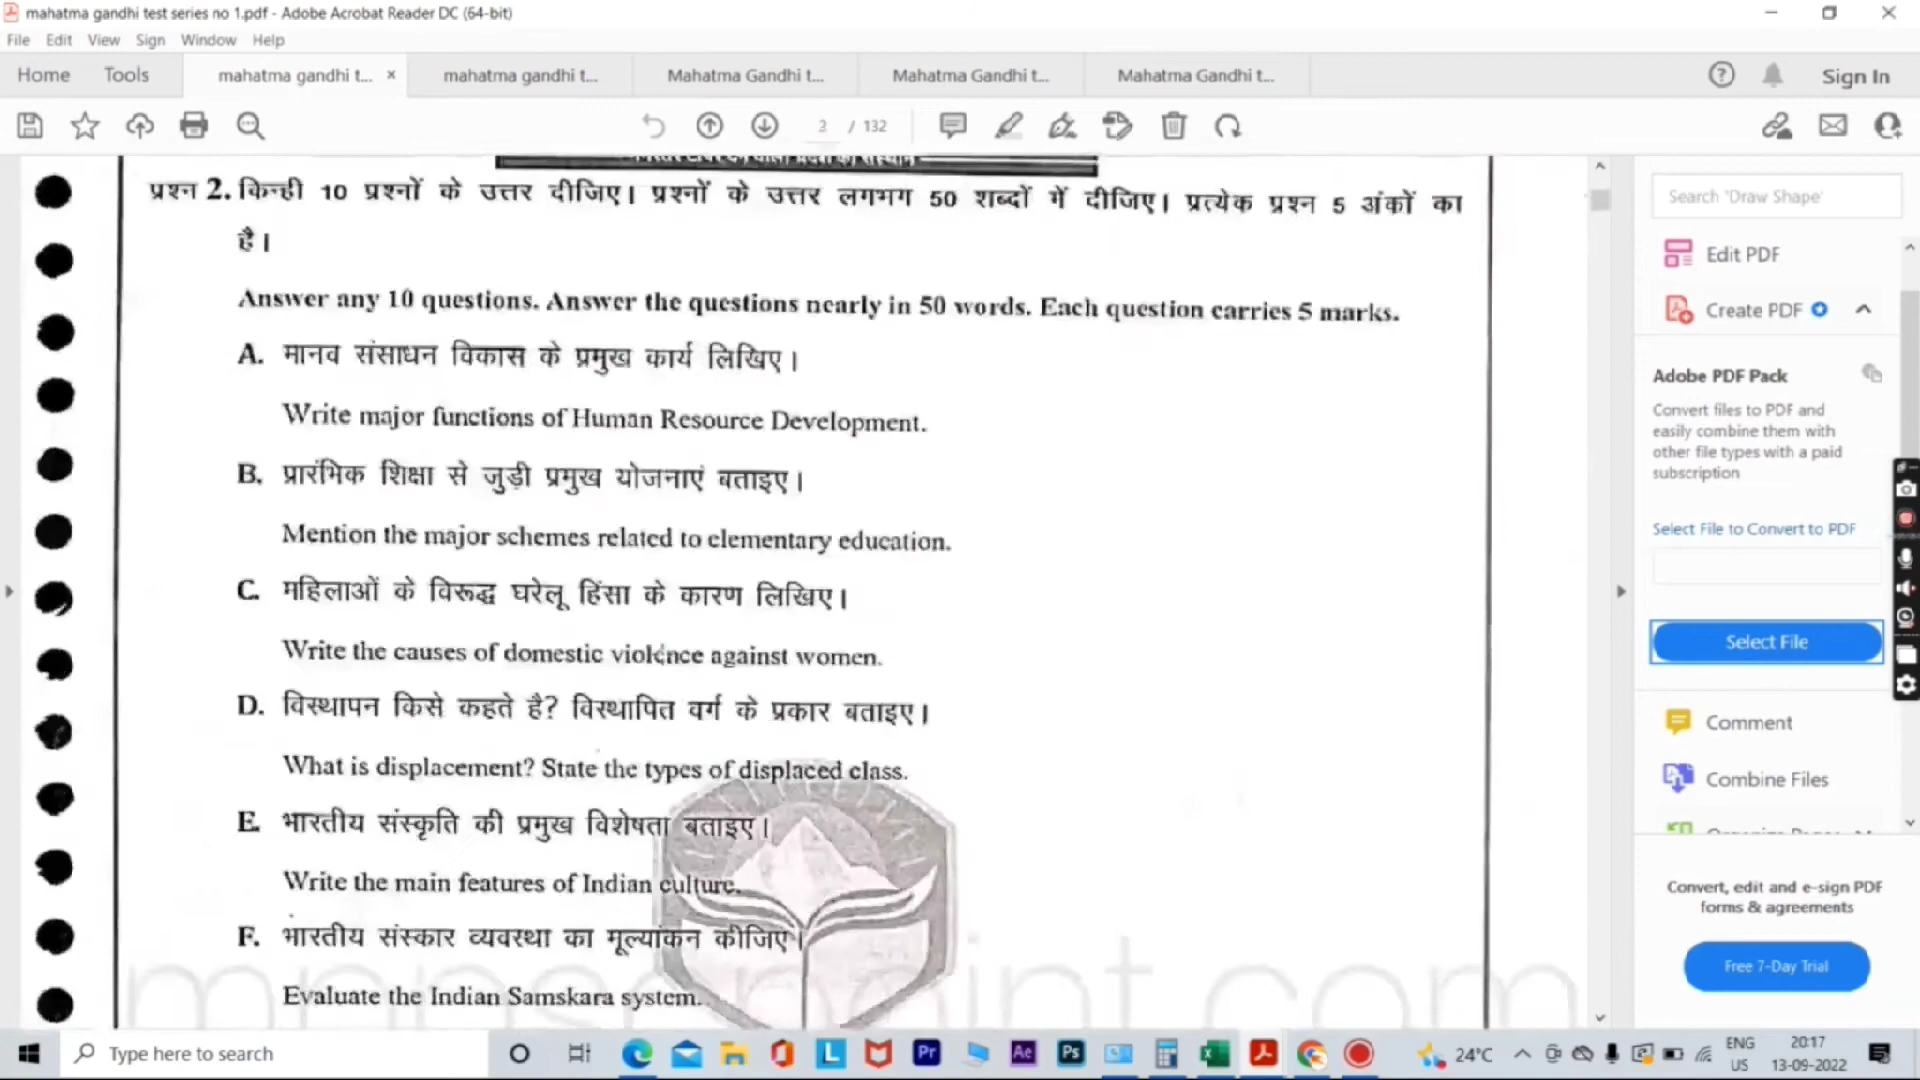 mahatma gandhi test series no 1.pdf - Adobe Acrobat Reader DC (64-bit)
File Edit View Sign Window Help
Home Tools mahatma gandhi t... × mahatma gandhi t... Mahatma Gandhi t... Mahatma Gandhi t... Mahatma Gandhi t... Sign In
2 / 132
प्रश्न 2. किन्ही 10 प्रश्नों के उत्तर दीजिए। प्रश्नों के उत्तर लगभग 50 शब्दों में दीजिए। प्रत्येक प्रश्न 5 अंकों का
है।
Answer any 10 questions. Answer the questions nearly in 50 words. Each question carries 5 marks.
A. मानव संसाधन विकास के प्रमुख कार्य लिखिए।
Write major functions of Human Resource Development.
B. प्रारंभिक शिक्षा से जुड़ी प्रमुख योजनाएं बताइए।
Mention the major schemes related to elementary education.
C. महिलाओं के विरूद्ध घरेलू हिंसा के कारण लिखिए।
Write the causes of domestic violence against women.
D. विस्थापन किसे कहते है? विस्थापित वर्ग के प्रकार बताइए।
What is displacement? State the types of displaced class.
E. भारतीय संस्कृति की प्रमुख विशेषता बताइए।
Write the main features of Indian culture.
F. भारतीय संस्कार व्यवस्था का मूल्यांकन कीजिए।
Evaluate the Indian Samskara system.
Search 'Draw Shape'
Edit PDF
Create PDF
Adobe PDF Pack
Convert files to PDF and
easily combine them with
other file types with a paid
subscription
Select File to Convert to PDF
Select File
Comment
Combine Files
Convert, edit and e-sign PDF
forms & agreements
Free 7-Day Trial
Type here to search
Pr Ae Ps
24°C
ENG
US
20:17
13-09-2022